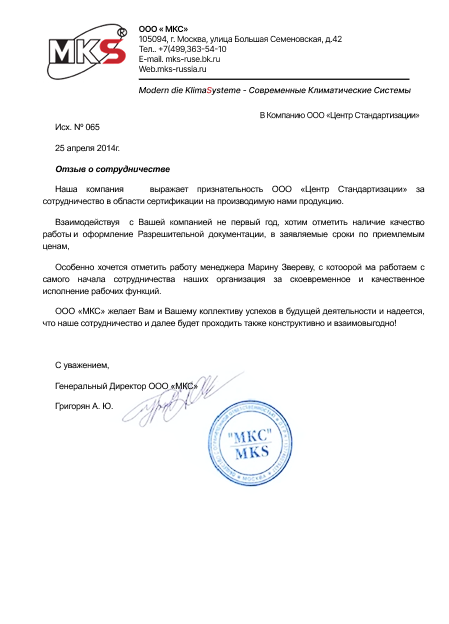 MKS®
ООО « МКС»
105094, г. Москва, улица Большая Семеновская, д.42
Тел.. +7(499,363-54-10
E-mail. mks-ruse.bk.ru
Web.mks-russia.ru
Modern die KlimaSysteme - Современные Климатические Системы
В Компанию ООО «Центр Стандартизации»
Исх. № 065
25 апреля 2014г.
Отзыв о сотрудничестве
Наша компания выражает признательность ООО «Центр Стандартизации» за
сотрудничество в области сертификации на производимую нами продукцию.
Взаимодействуя с Вашей компанией не первый год, хотим отметить наличие качество
работы и оформление Разрешительной документации, в заявляемые сроки по приемлемым
ценам,
Особенно хочется отметить работу менеджера Марину Звереву, с котоорой ма работаем с
самого начала сотрудничества наших организация за скоевременное и качественное
исполнение рабочих функций.
ООО «МКС» желает Вам и Вашему коллективу успехов в будущей деятельности и надеется,
что наше сотрудничество и далее будет проходить также конструктивно и взаимовыгодно!
С уважением,
Генеральный Директор ООО «МКС»
Григорян А. Ю.
"МКС"
MKS
МОСКВА